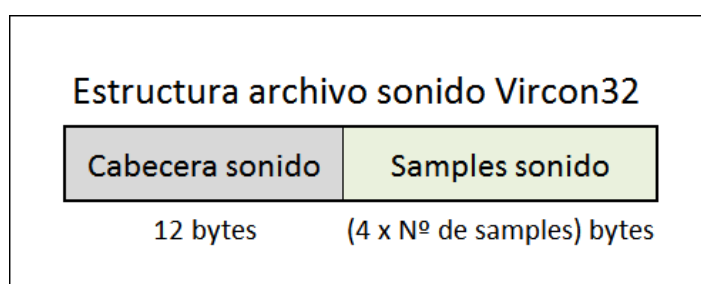 Estructura archivo sonido Vircon32
Cabecera sonido Samples sonido
12 bytes (4 x Nº de samples) bytes